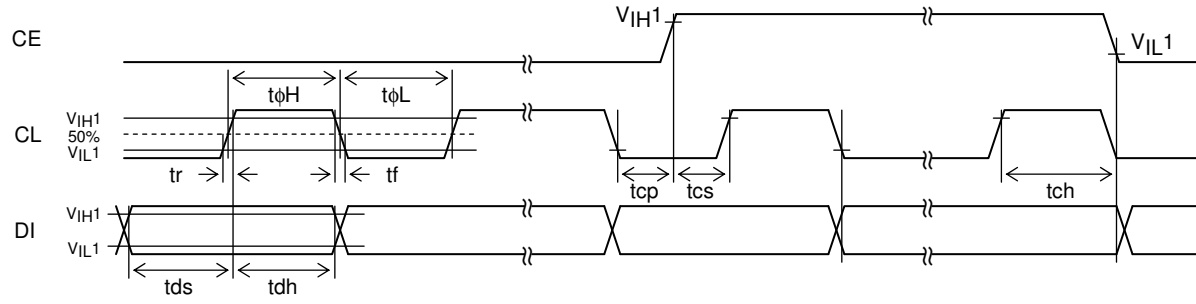 CE
VIH1
VIL1
tϕH
tϕL
CL
VIH1
50%
VIL1
tr
tf
tcp
tcs
tch
DI
VIH1
VIL1
tds
tdh